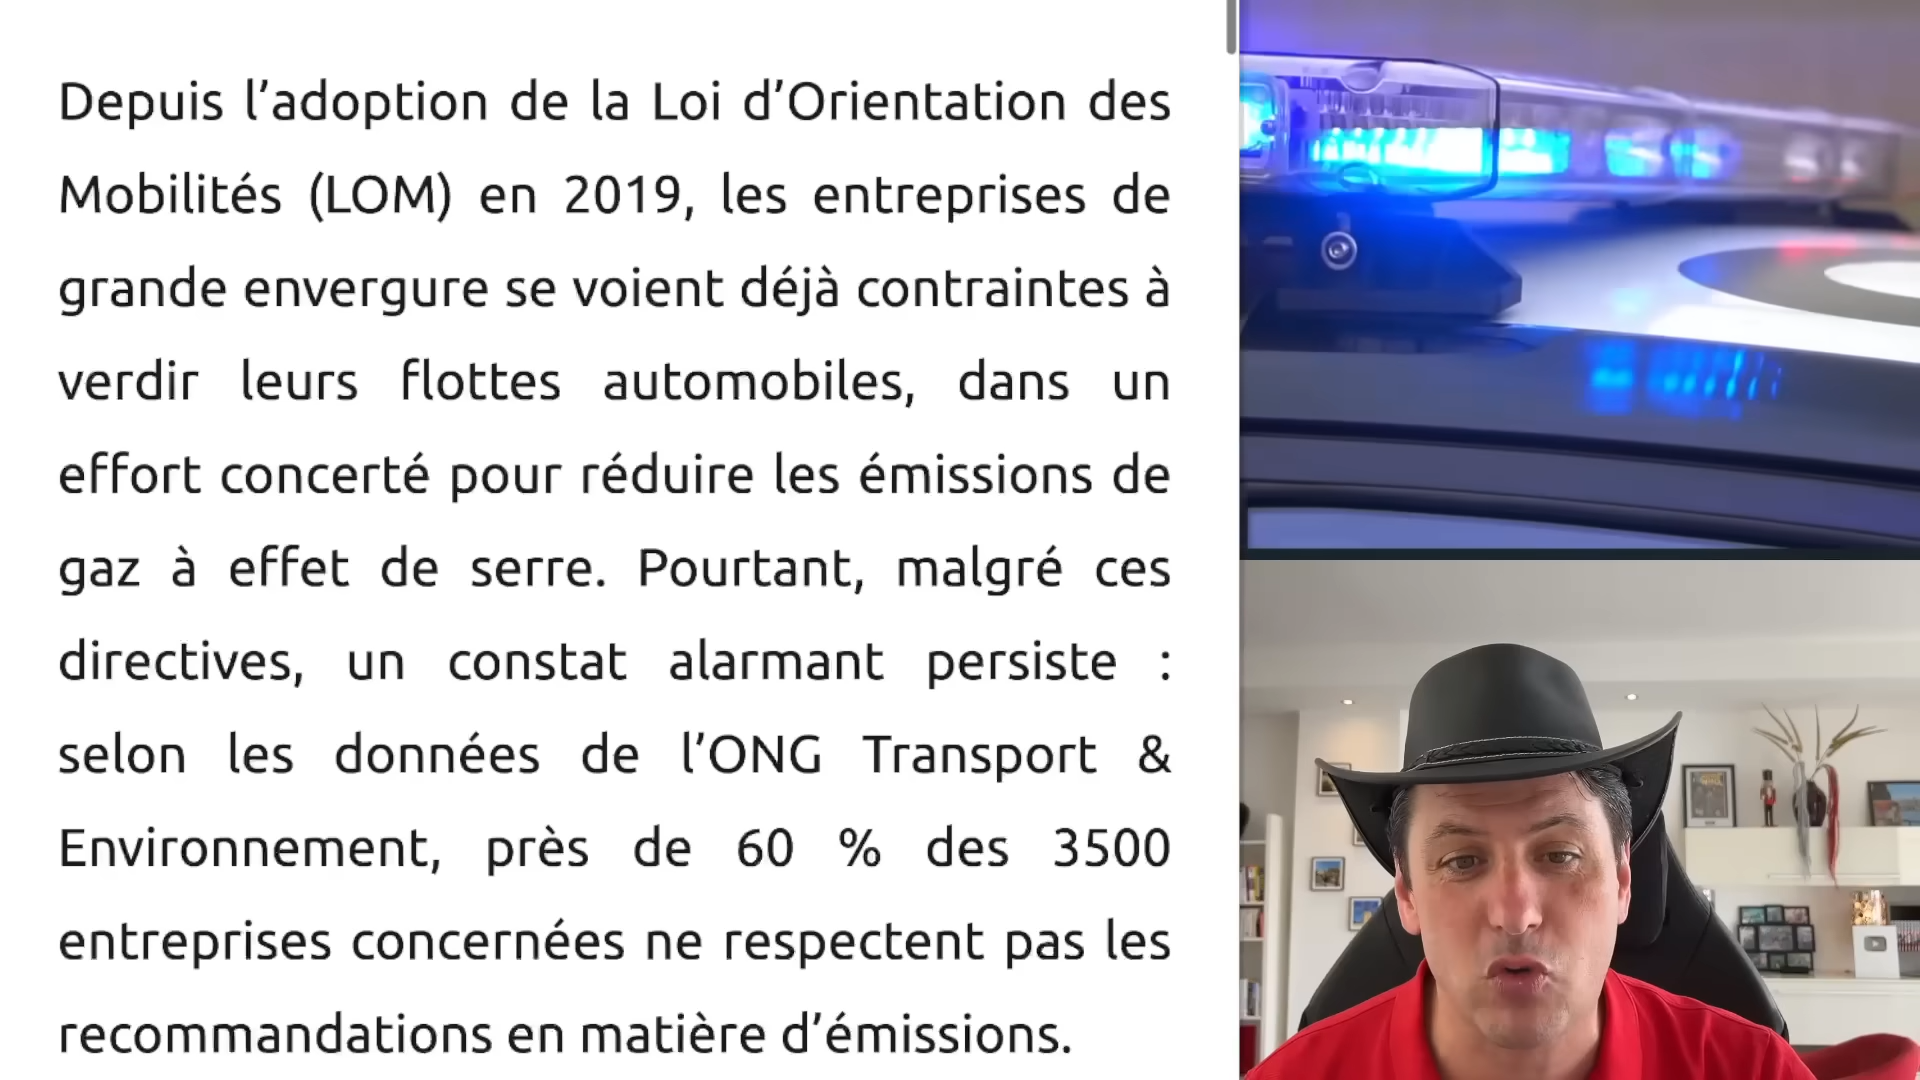 Depuis l’adoption de la Loi d’Orientation des
Mobilités (LOM) en 2019, les entreprises de
grande envergure se voient déjà contraintes à
verdir leurs flottes automobiles, dans un
effort concerté pour réduire les émissions de
gaz à effet de serre. Pourtant, malgré ces
directives, un constat alarmant persiste :
selon les données de l’ONG Transport &
Environnement, près de 60 % des 3500
entreprises concernées ne respectent pas les
recommandations en matière d’émissions.